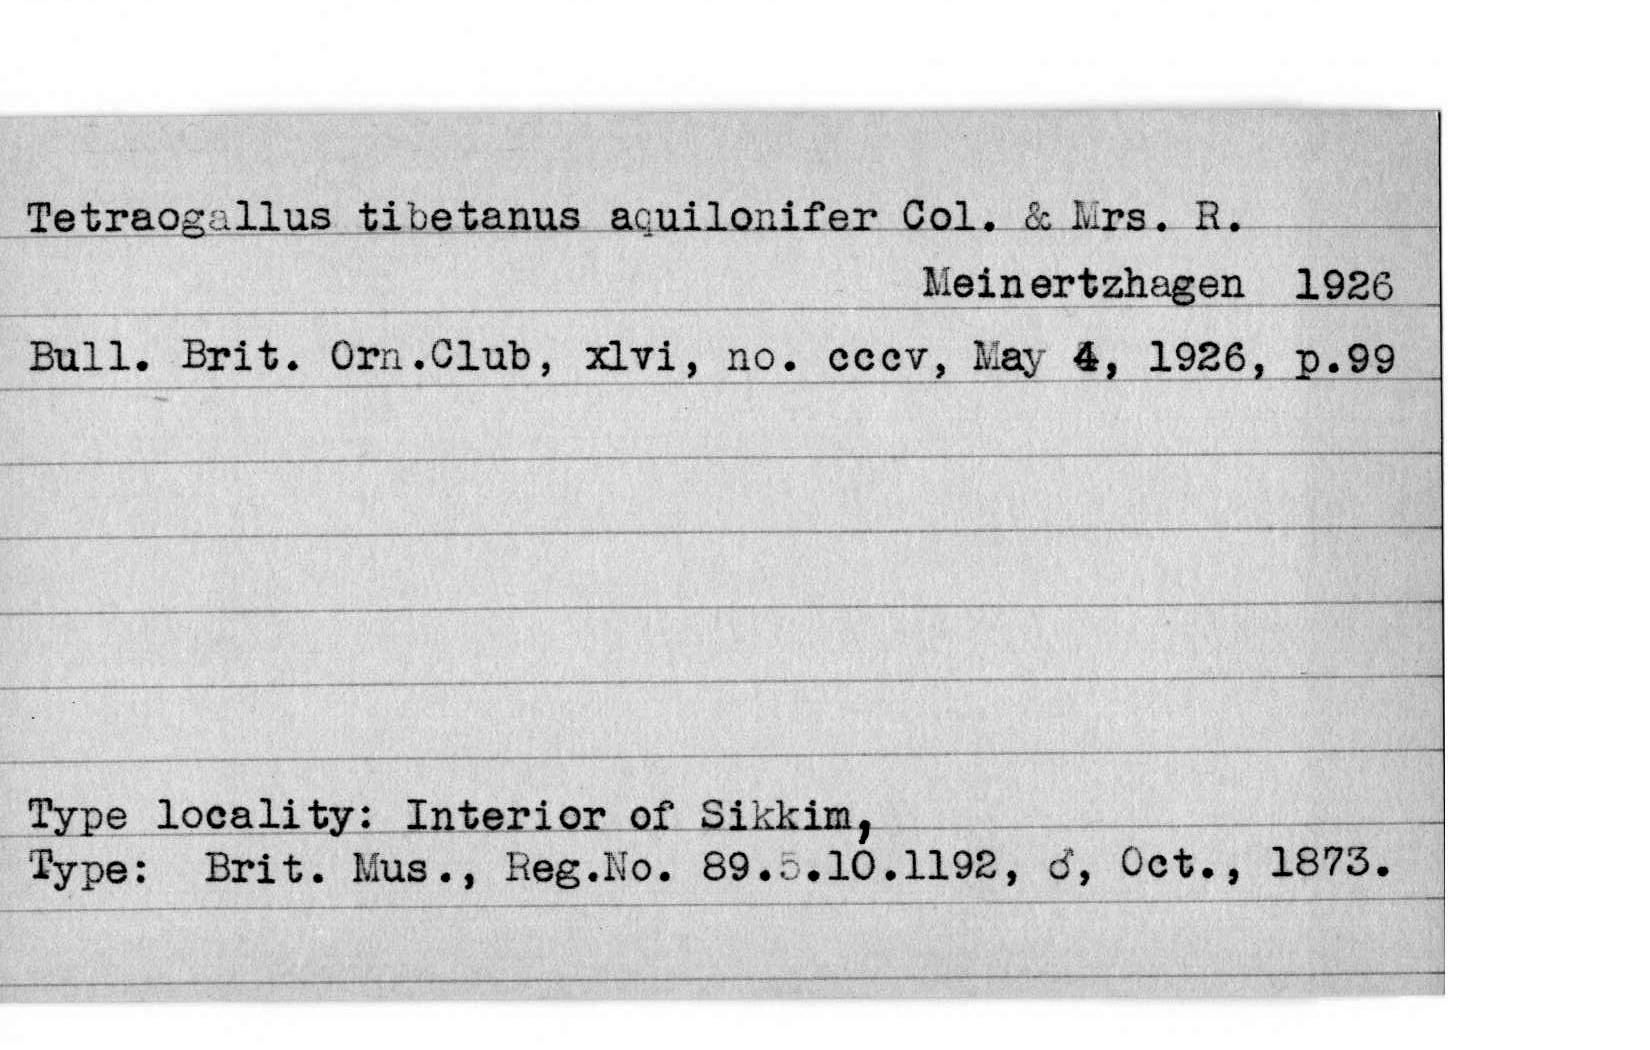 Tetraogallus tibetanus aquilonifer Col. & Mrs. R.
Meinertzhagen 1926
Bull. Brit. Orn.Club, xlvi, no. cccv, May 4, 1926, p.99
Type locality: Interior of Sikkim,
Type: Brit. Mus., Reg.No. 89.5.10.1192, ♂, Oct., 1873.